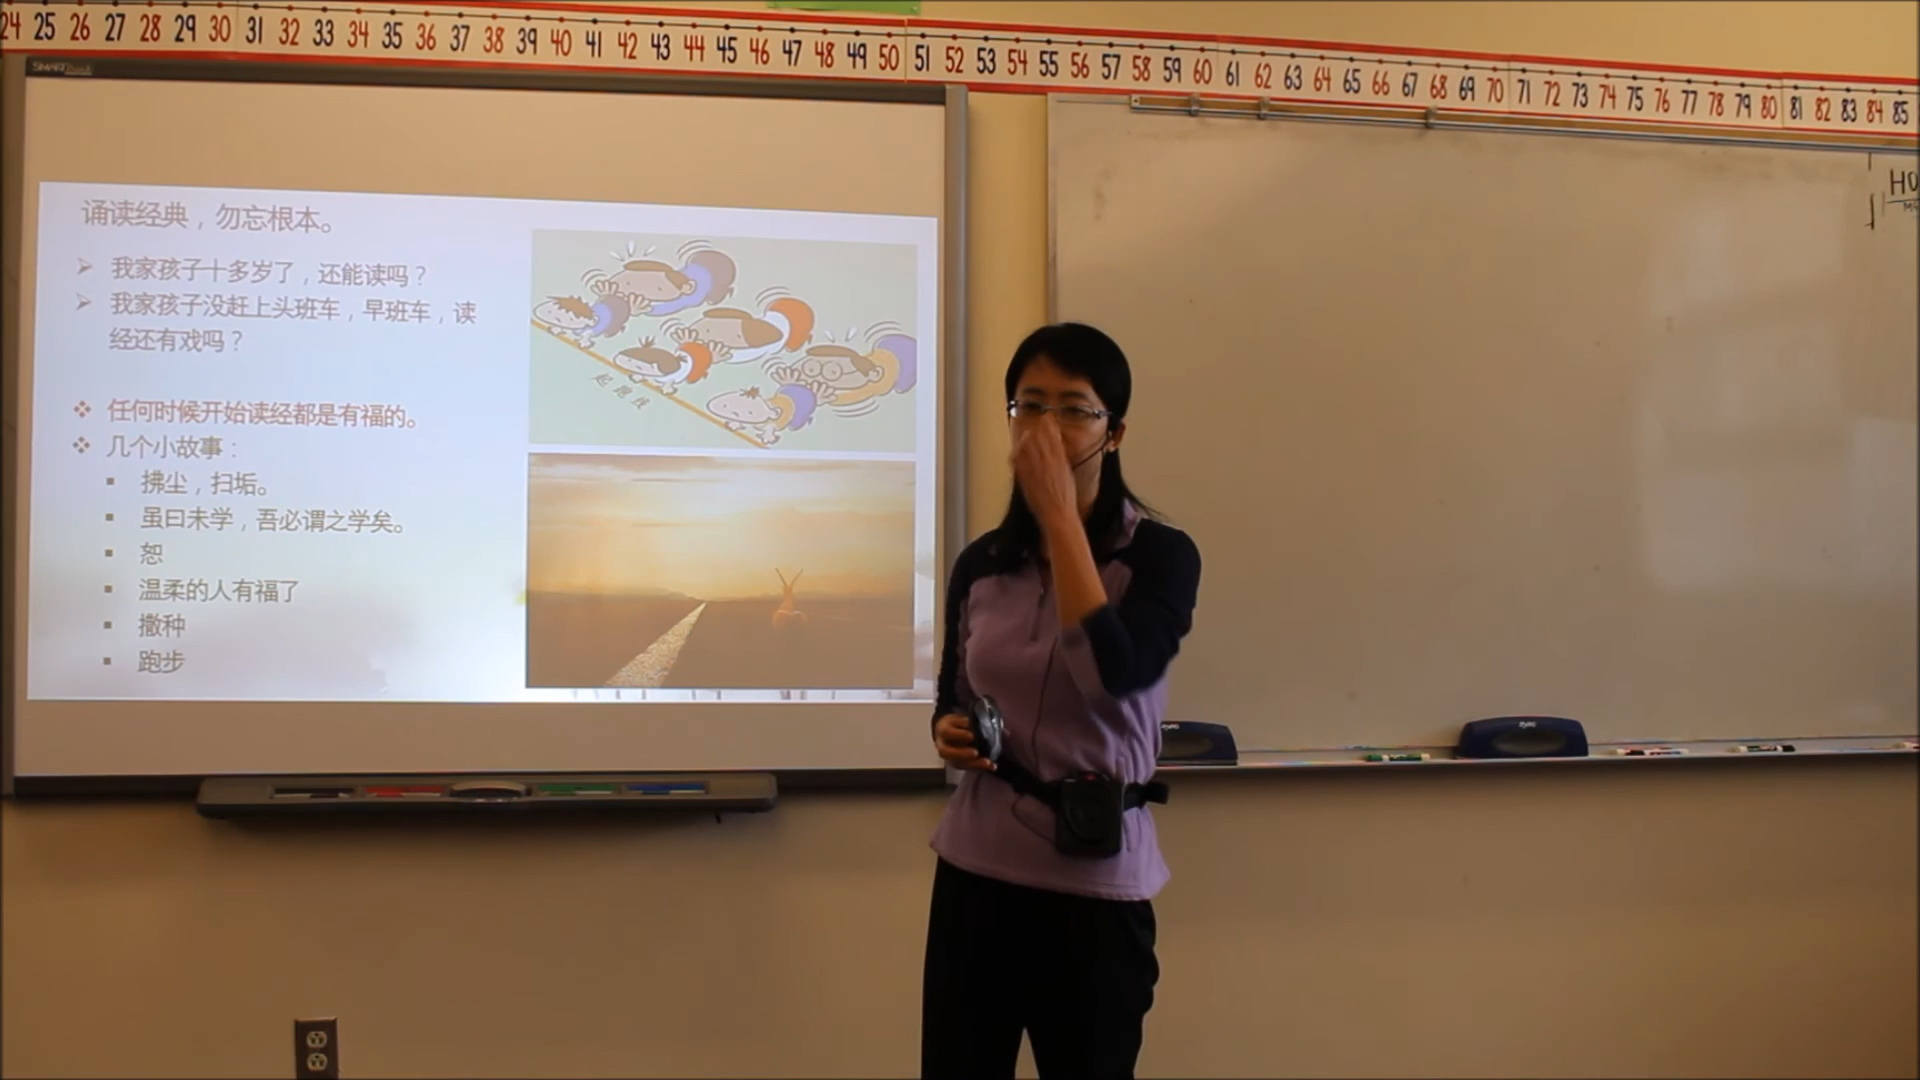 24 25 26 27 28 29 30 31 32 33 34 35 36 37 38 39 40 41 42 43 44 45 46 47 48 49 50 51 52 53 54 55 56 57 58 59 60 61 62 63 64 65 66 67 68 69 70 71 72 73 74 75 76 77 78 79 80 81 82 83 84 85
SMART Board
诵读经典，勿忘根本。
我家孩子十多岁了，还能读吗？
我家孩子没赶上头班车，早班车，读
经还有戏吗？
任何时候开始读经都是有福的。
几个小故事：
拂尘，扫垢。
虽曰未学，吾必谓之学矣。
恕
温柔的人有福了
撒种
跑步
起跑线
HO
EXPO